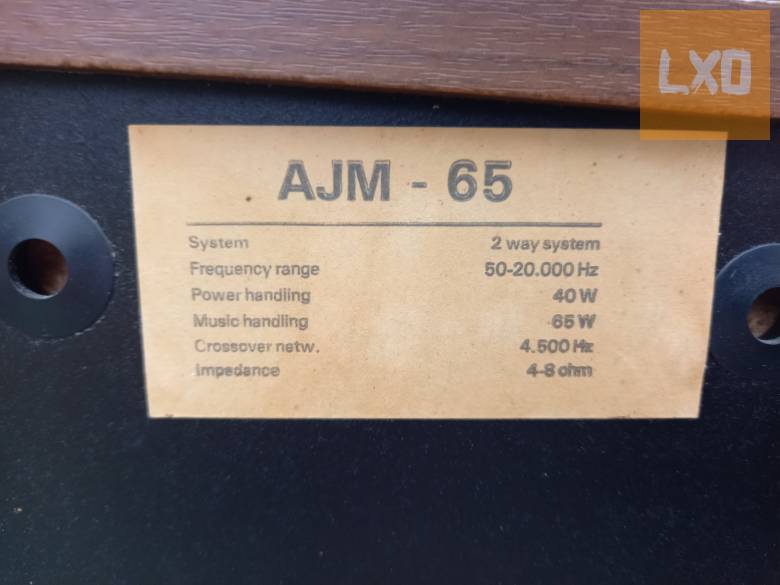 LXO
AJM - 65
System 2 way system
Frequency range 50-20.000 Hz
Power handling 40 W
Music handling 65 W
Crossover netw. 4.500 Hz
Impedance 4-8 ohm